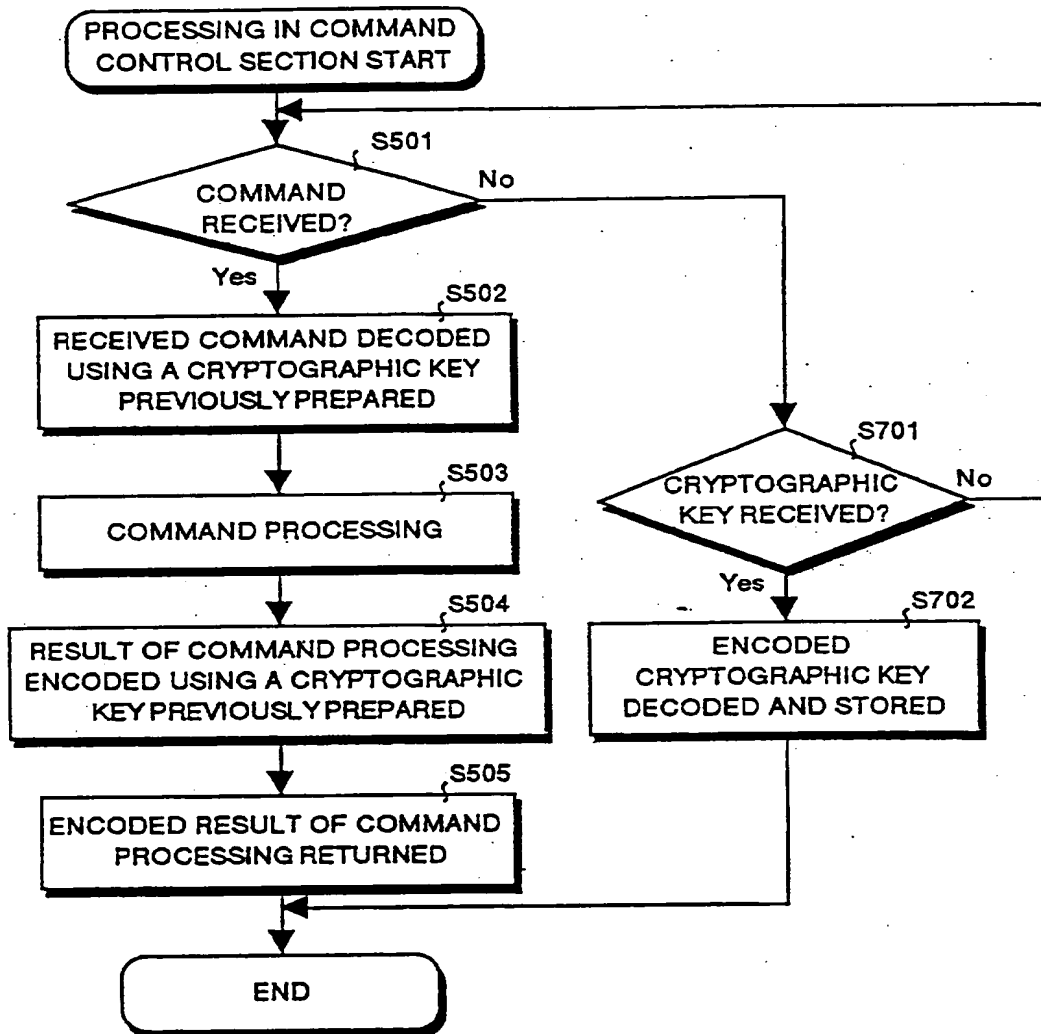 PROCESSING IN COMMAND
CONTROL SECTION START
S501
COMMAND
RECEIVED?
No
Yes
S502
RECEIVED COMMAND DECODED
USING A CRYPTOGRAPHIC KEY
PREVIOUSLY PREPARED
S503
COMMAND PROCESSING
S504
RESULT OF COMMAND PROCESSING
ENCODED USING A CRYPTOGRAPHIC
KEY PREVIOUSLY PREPARED
S505
ENCODED RESULT OF COMMAND
PROCESSING RETURNED
S701
CRYPTOGRAPHIC
KEY RECEIVED?
No
Yes
S702
ENCODED
CRYPTOGRAPHIC KEY
DECODED AND STORED
END